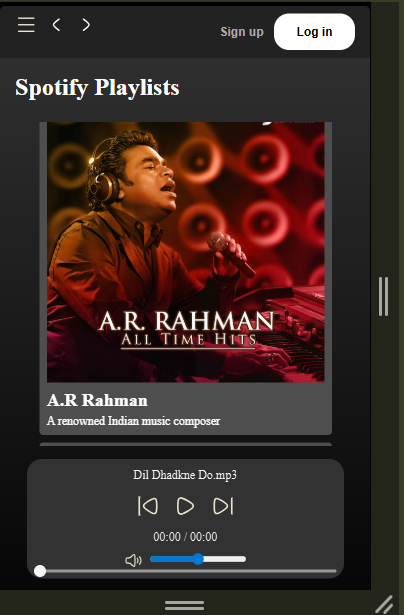 Sign up
Log in
Spotify Playlists
A.R. RAHMAN
ALL TIME HITS
A.R Rahman
A renowned Indian music composer
Dil Dhadkne Do.mp3
00:00 / 00:00